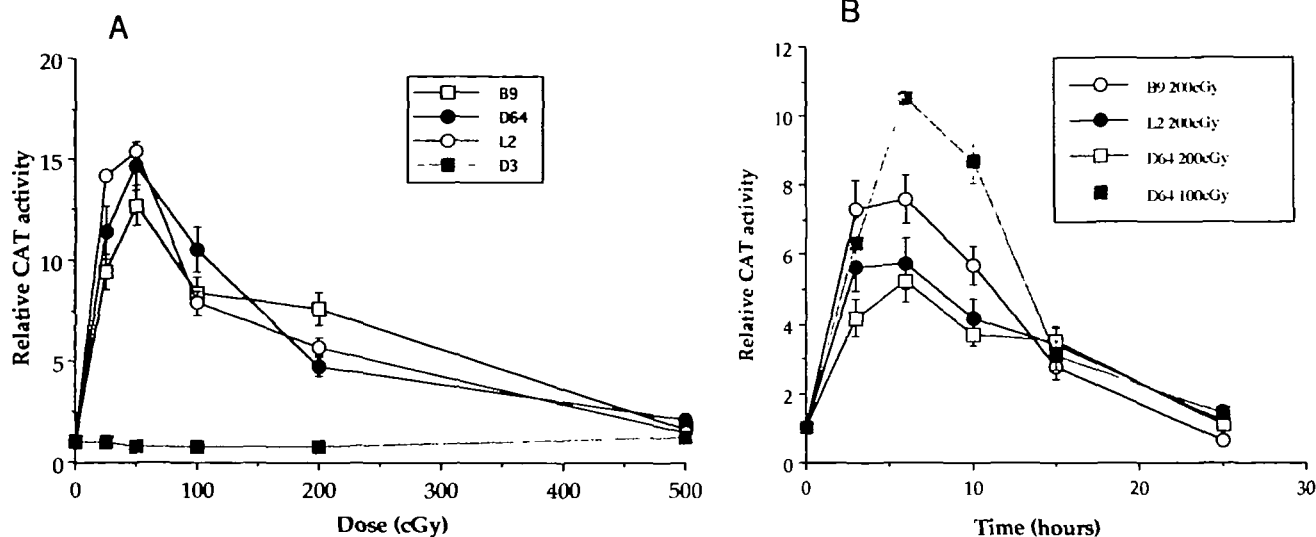 A
20
15
10
5
0
Relative CAT activity
B9
D64
L2
D3
0
100
200
300
400
500
Dose (cGy)
B
12
10
8
6
4
2
0
Relative CAT activity
B9 200cGy
L2 200cGy
D64 200cGy
D64 100cGy
0
10
20
30
Time (hours)